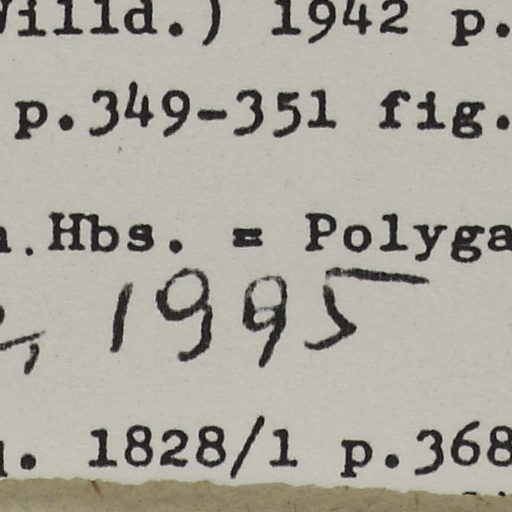 Willd.) 1942 p.
p.349-351 fig.
.Hbs. = Polyga
, 1995
. 1828/1 p.368